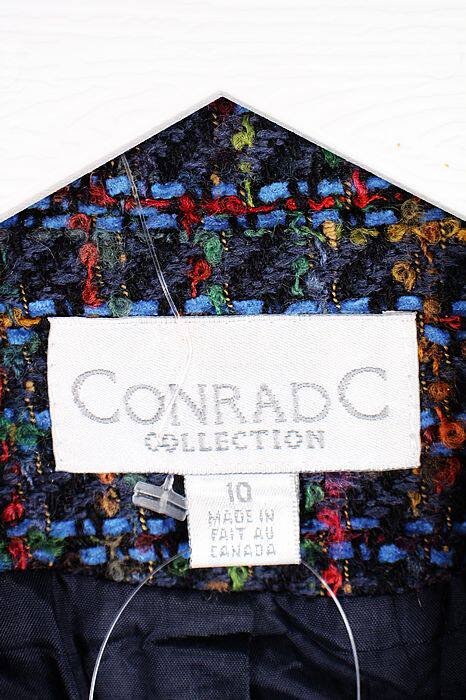 CONRAD C
COLLECTION
10
MADE IN
FAIT AU
CANADA